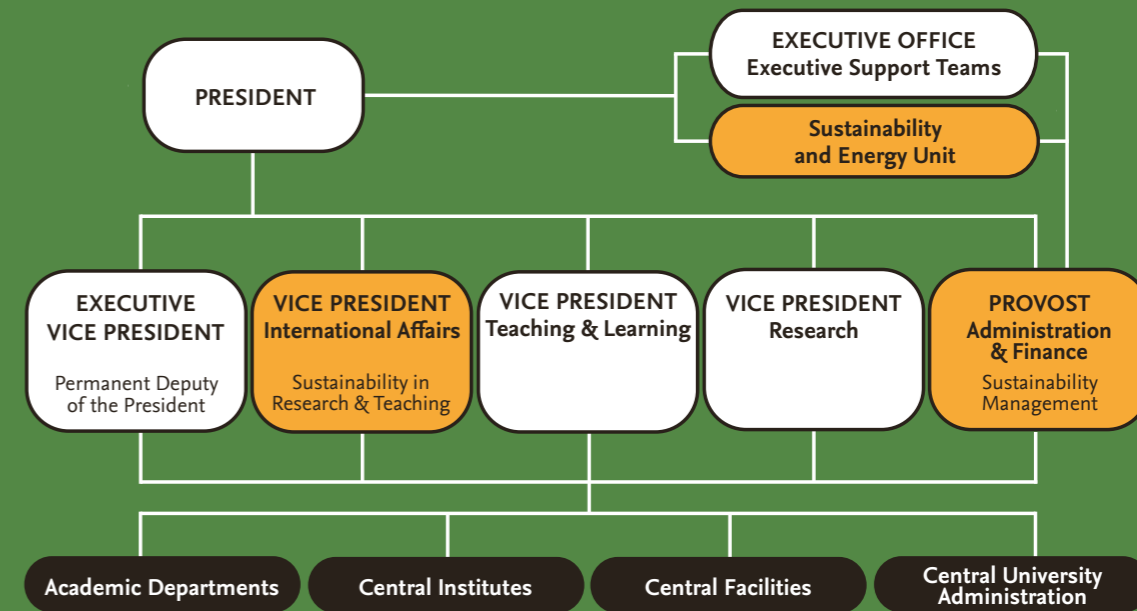 PRESIDENT
EXECUTIVE OFFICE
Executive Support Teams
Sustainability
and Energy Unit
EXECUTIVE
VICE PRESIDENT
Permanent Deputy
of the President
VICE PRESIDENT
International Affairs
Sustainability in
Research & Teaching
VICE PRESIDENT
Teaching & Learning
VICE PRESIDENT
Research
PROVOST
Administration
& Finance
Sustainability
Management
Academic Departments
Central Institutes
Central Facilities
Central University
Administration